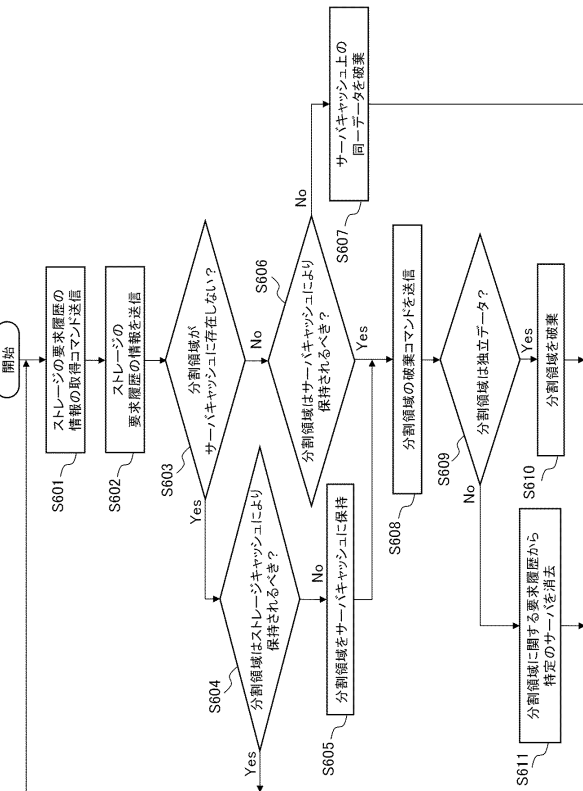 開始
ストレージの要求履歴の
情報の取得コマンド送信
S601
ストレージの
要求履歴の情報を送信
S602
分割領域が
サーバキャッシュに存在しない？
S603
Yes
No
分割領域はストレージキャッシュにより
保持されるべき？
S604
Yes
No
分割領域をサーバキャッシュに保持
S605
分割領域はサーバキャッシュにより
保持されるべき？
S606
No
Yes
サーバキャッシュ上の
同一データを破棄
S607
分割領域の破棄コマンドを送信
S608
分割領域は独立データ？
S609
No
Yes
分割領域を破棄
S610
分割領域に関する要求履歴から
特定のサーバを消去
S611